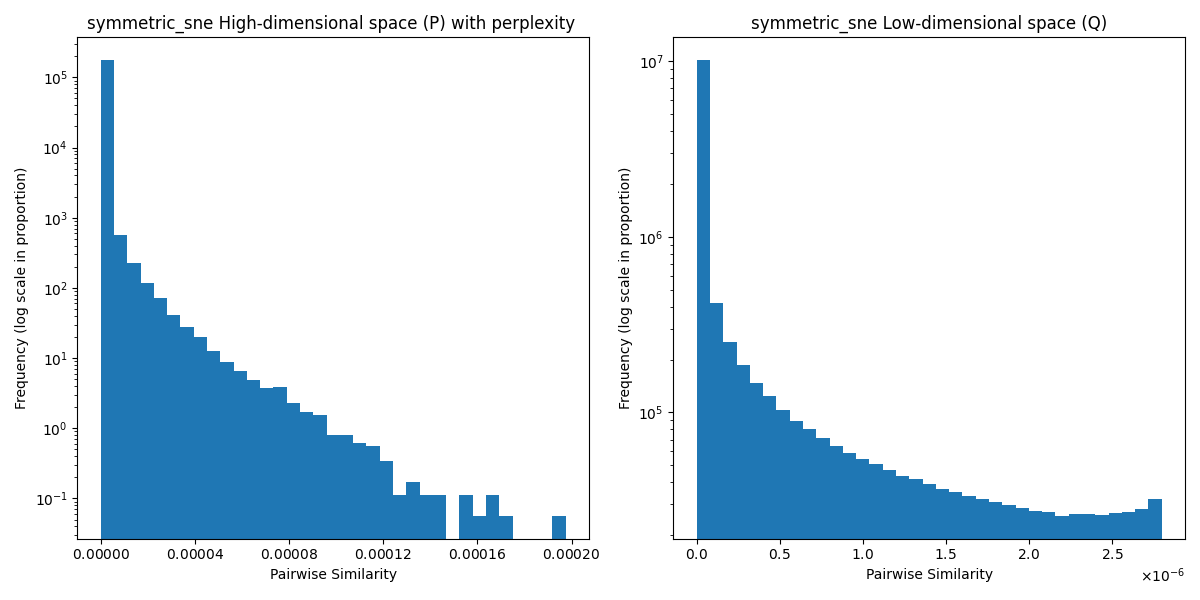 symmetric_sne High-dimensional space (P) with perplexity
Frequency (log scale in proportion)
10^5
10^4
10^3
10^2
10^1
10^0
10^−1
0.00000 0.00004 0.00008 0.00012 0.00016 0.00020
Pairwise Similarity
symmetric_sne Low-dimensional space (Q)
Frequency (log scale in proportion)
10^7
10^6
10^5
0.0 0.5 1.0 1.5 2.0 2.5
Pairwise Similarity
×10^−6